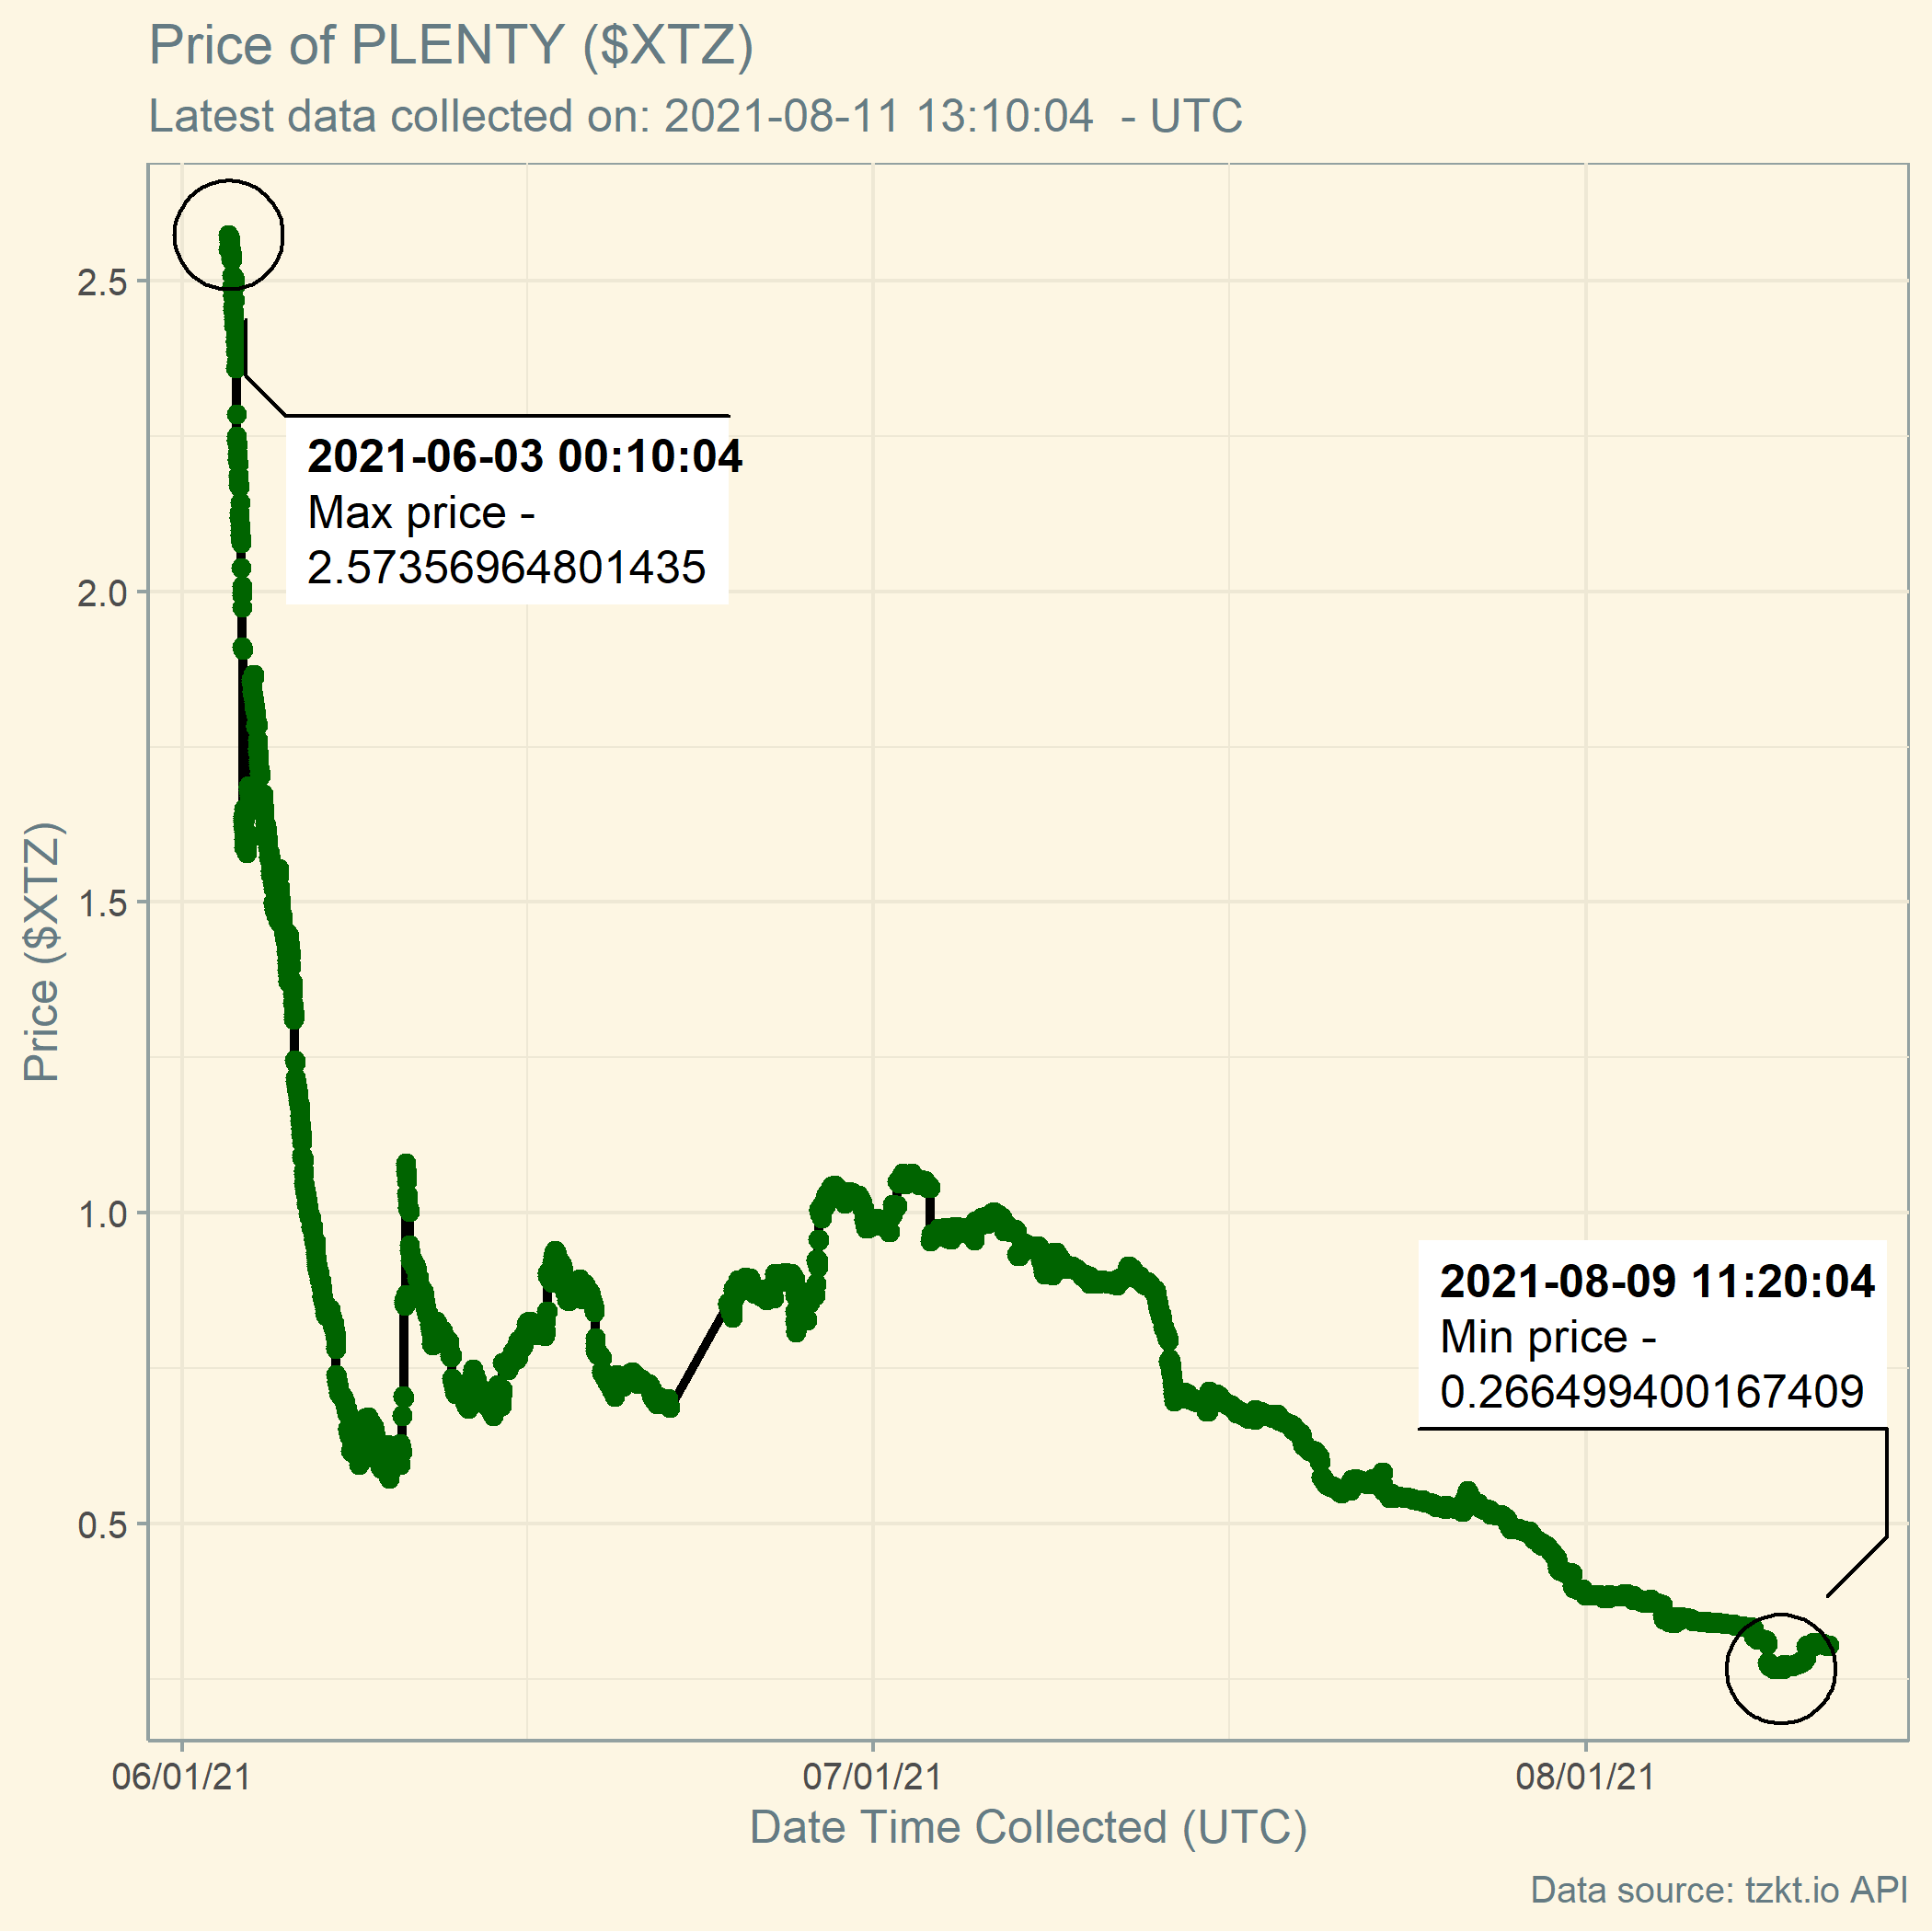 Price of PLENTY ($XTZ)
Latest data collected on: 2021-08-11 13:10:04  - UTC
2.5
2.0
1.5
1.0
0.5
Price ($XTZ)
2021-06-03 00:10:04
Max price -
2.57356964801435
2021-08-09 11:20:04
Min price -
0.266499400167409
06/01/21
07/01/21
08/01/21
Date Time Collected (UTC)
Data source: tzkt.io API